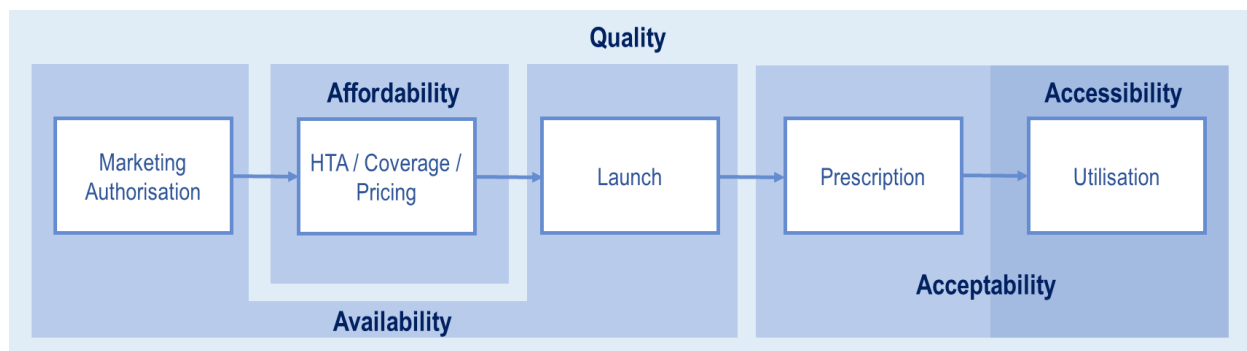 Quality
Affordability
Accessibility
Marketing
Authorisation
HTA / Coverage /
Pricing
Launch
Prescription
Utilisation
Acceptability
Availability